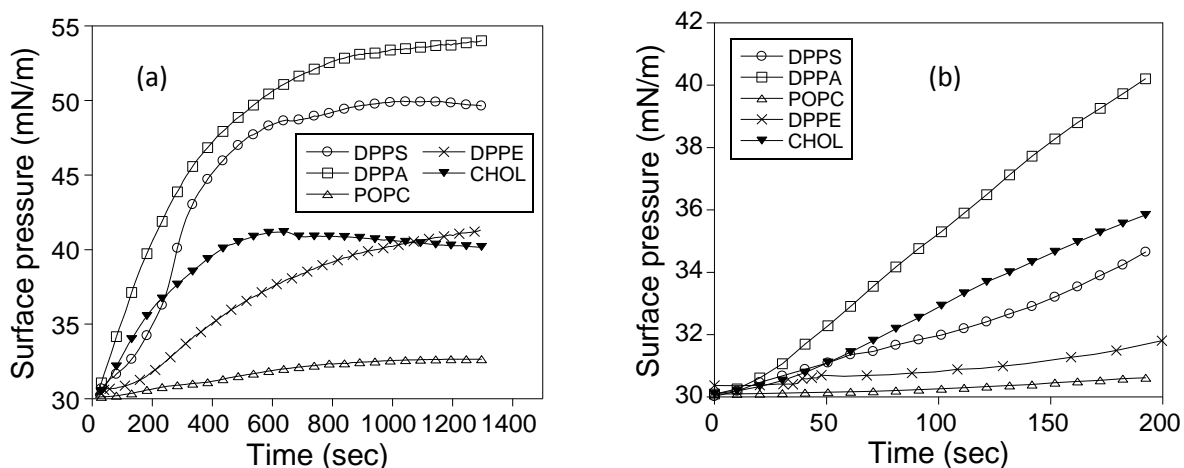 Surface pressure (mN/m)
55
50
45
40
35
30
(a)
DPPS
DPPE
DPPA
CHOL
POPC
0 200 400 600 800 1000 1200 1400
Time (sec)
Surface pressure (mN/m)
42
40
38
36
34
32
30
(b)
DPPS
DPPA
POPC
DPPE
CHOL
0 50 100 150 200
Time (sec)